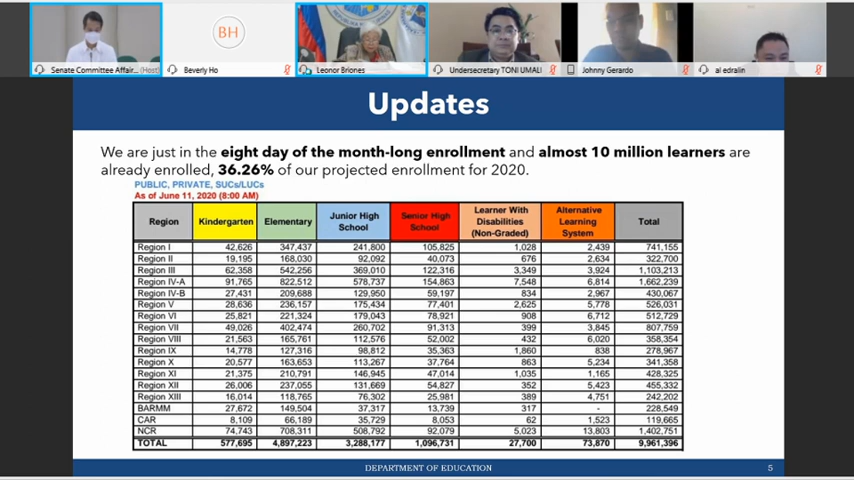 BH
Senate Committee Affair... (Host)
Beverly Ho
Leonor Briones
Undersecretary TONI UMALI
Johnny Gerardo
al edralin
Updates
We are just in the eight day of the month-long enrollment and almost 10 million learners are
already enrolled, 36.26% of our projected enrollment for 2020.
PUBLIC, PRIVATE, SUCs/LUCs
As of June 11, 2020 (8:00 AM)
Region Kindergarten Elementary Junior High School Senior High School Learner With Disabilities (Non-Graded) Alternative Learning System Total
Region I 42,626 347,437 241,800 105,825 1,028 2,439 741,155
Region II 19,195 168,030 92,092 40,073 676 2,634 322,700
Region III 62,358 542,256 369,010 122,316 3,349 3,924 1,103,213
Region IV-A 91,765 822,512 578,737 154,863 7,548 6,814 1,662,239
Region IV-B 27,431 209,688 129,950 59,197 834 2,967 430,067
Region V 28,636 236,157 175,434 77,401 2,625 5,778 526,031
Region VI 25,821 221,324 179,043 78,921 908 6,712 512,729
Region VII 49,026 402,474 260,702 91,313 399 3,845 807,759
Region VIII 21,563 165,761 112,576 52,002 432 6,020 358,354
Region IX 14,778 127,316 98,812 35,363 1,860 838 278,967
Region X 20,577 163,653 113,267 37,764 863 5,234 341,358
Region XI 21,375 210,791 146,945 47,014 1,035 1,165 428,325
Region XII 26,006 237,055 131,669 54,827 352 5,423 455,332
Region XIII 16,014 118,765 76,302 25,981 389 4,751 242,202
BARMM 27,672 149,504 37,317 13,739 317 - 228,549
CAR 8,109 66,189 35,729 8,053 62 1,523 119,665
NCR 74,743 708,311 508,792 92,079 5,023 13,803 1,402,751
TOTAL 577,695 4,897,223 3,288,177 1,096,731 27,700 73,870 9,961,396
DEPARTMENT OF EDUCATION
5